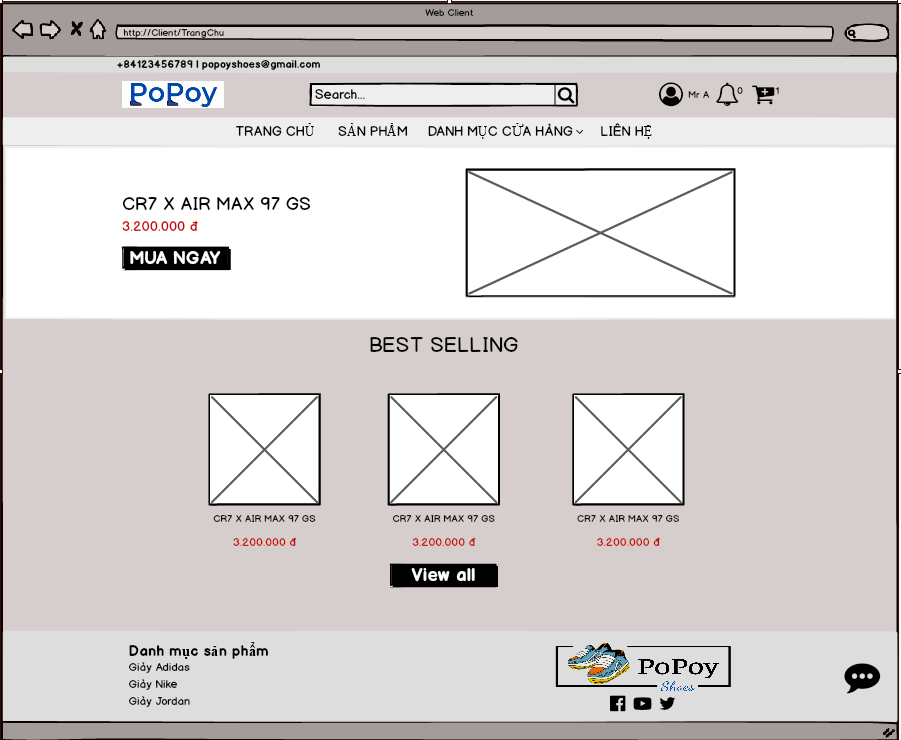 Web Client
http://Client/TrangChu
+84123456789 | popoyshoes@gmail.com
PoPoy
Search...
Mr A
0
1
TRANG CHỦ SẢN PHẨM DANH MỤC CỬA HÀNG LIÊN HỆ
CR7 X AIR MAX 97 GS
3.200.000 đ
MUA NGAY
BEST SELLING
CR7 X AIR MAX 97 GS CR7 X AIR MAX 97 GS CR7 X AIR MAX 97 GS
3.200.000 đ 3.200.000 đ 3.200.000 đ
View all
Danh mục sản phẩm
Giày Adidas
Giày Nike
Giày Jordan
PoPoy
Shoes